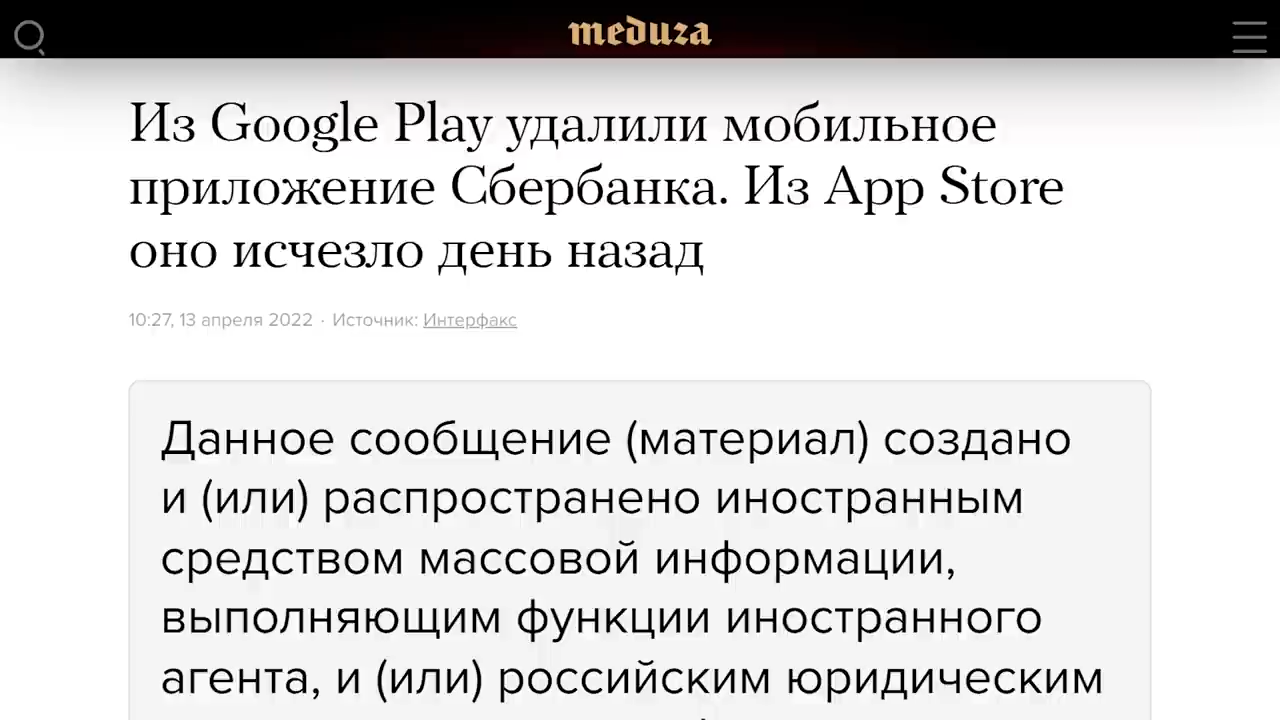 meduza
Из Google Play удалили мобильное
приложение Сбербанка. Из App Store
оно исчезло день назад
10:27, 13 апреля 2022 · Источник: Интерфакс
Данное сообщение (материал) создано
и (или) распространено иностранным
средством массовой информации,
выполняющим функции иностранного
агента, и (или) российским юридическим